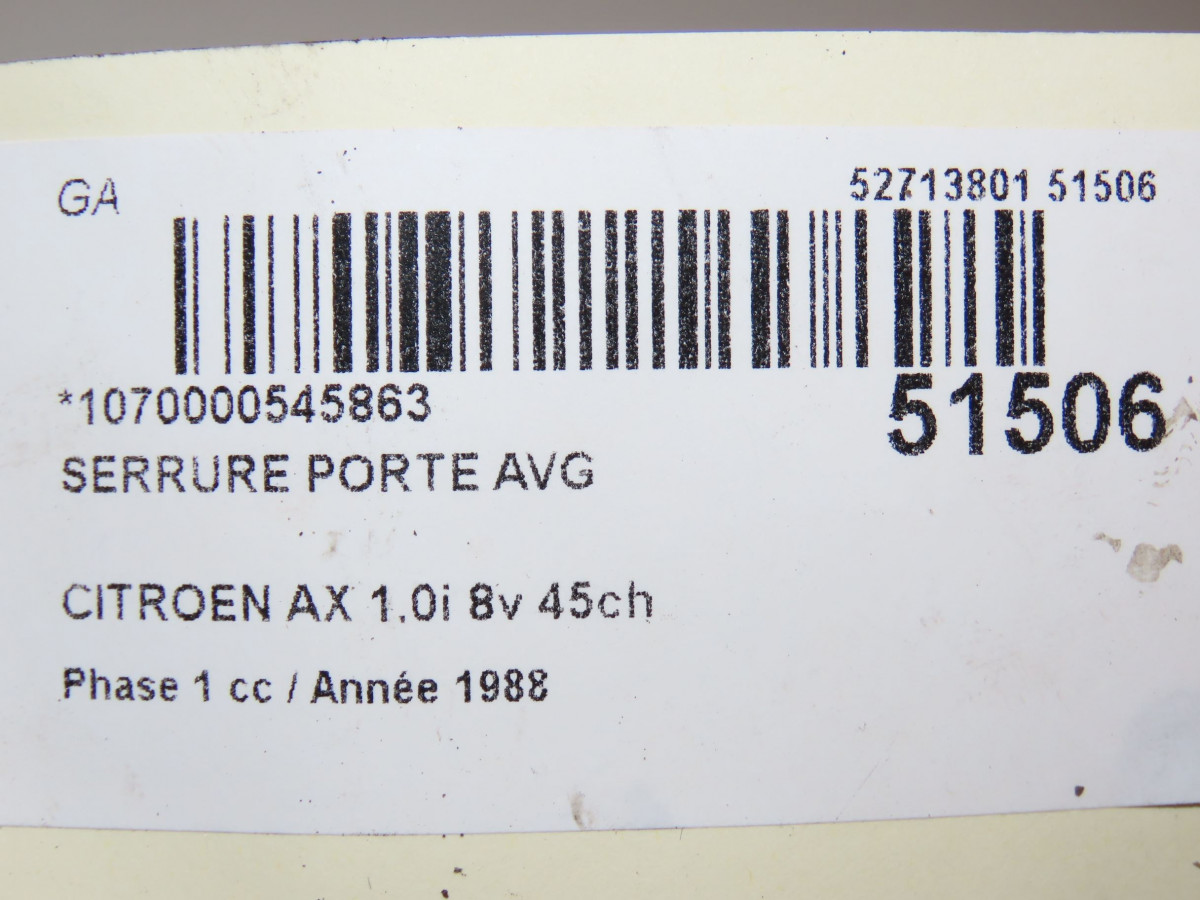 GA
52713801 51506
*1070000545863
51506
SERRURE PORTE AVG
CITROEN AX 1.0i 8v 45ch
Phase 1 cc / Année 1988